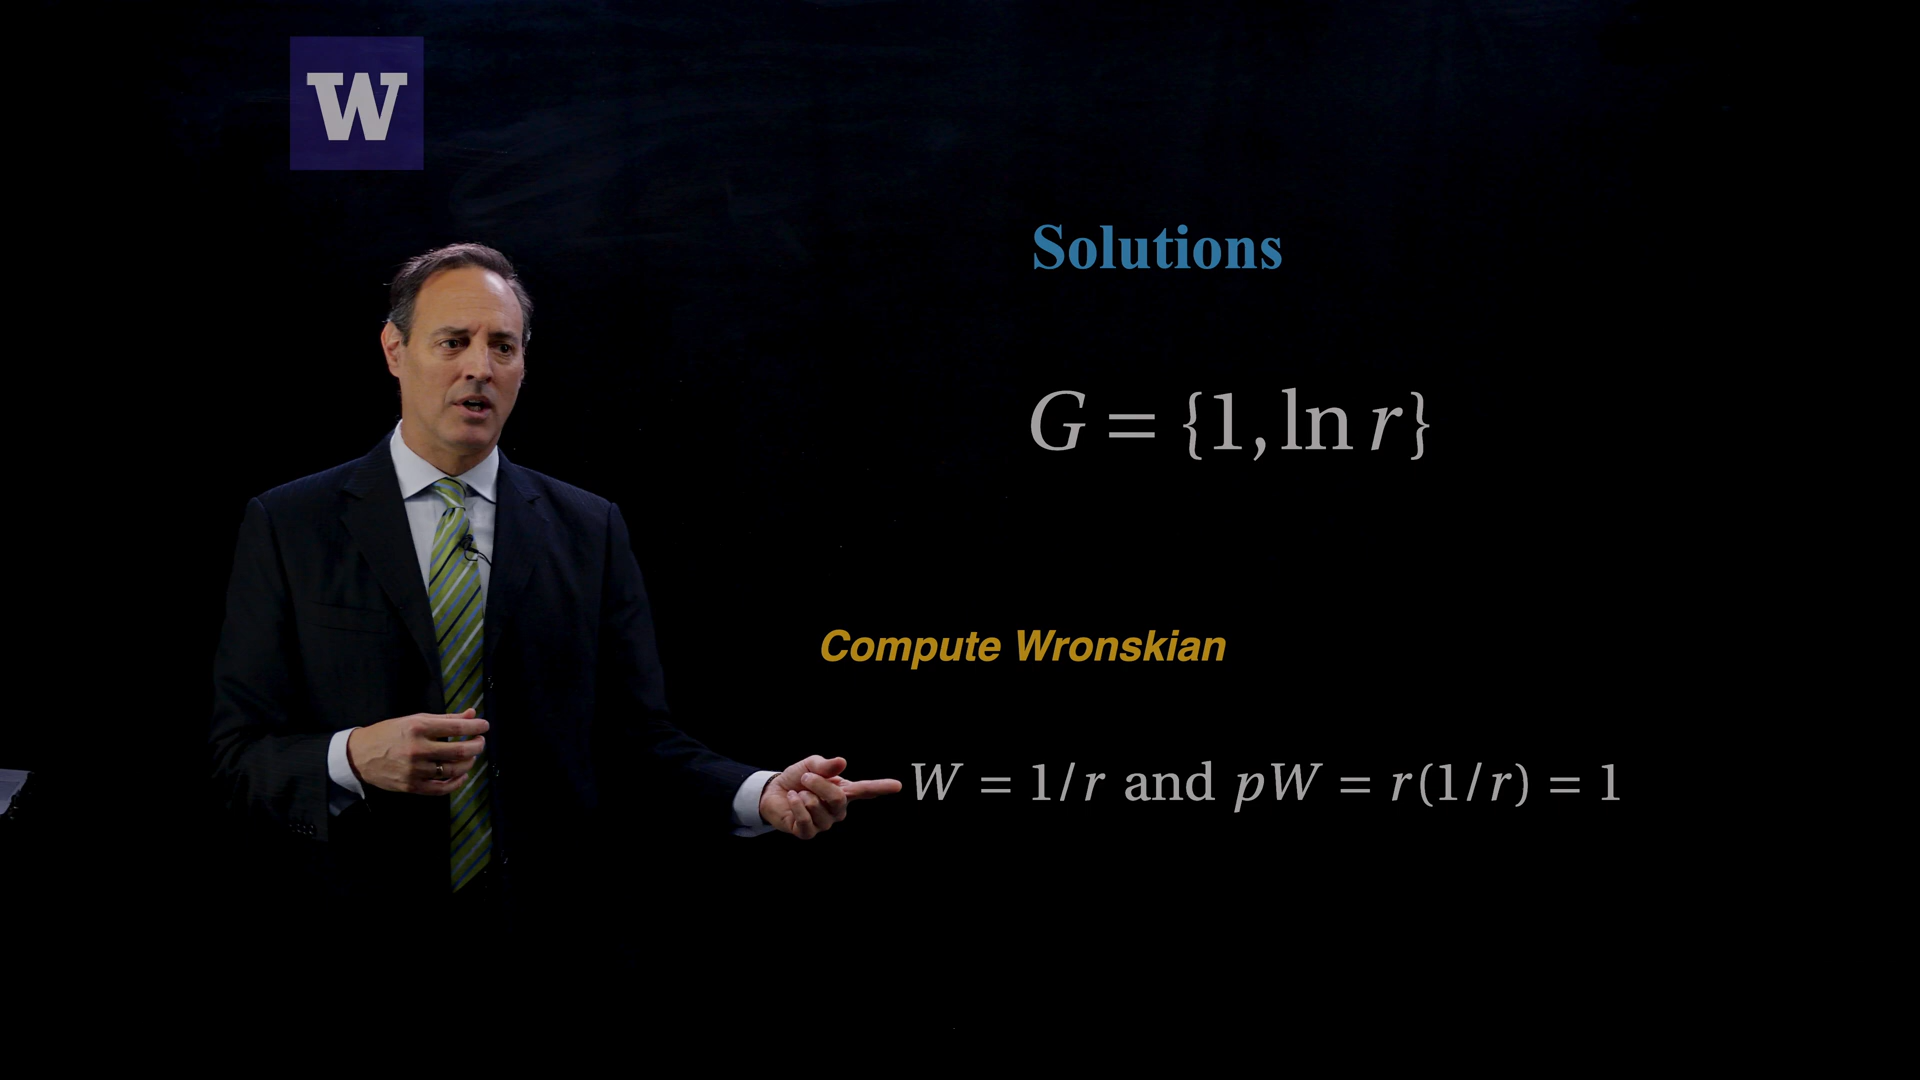 W
Solutions
G = {1, ln r}
Compute Wronskian
W = 1/r and pW = r(1/r) = 1